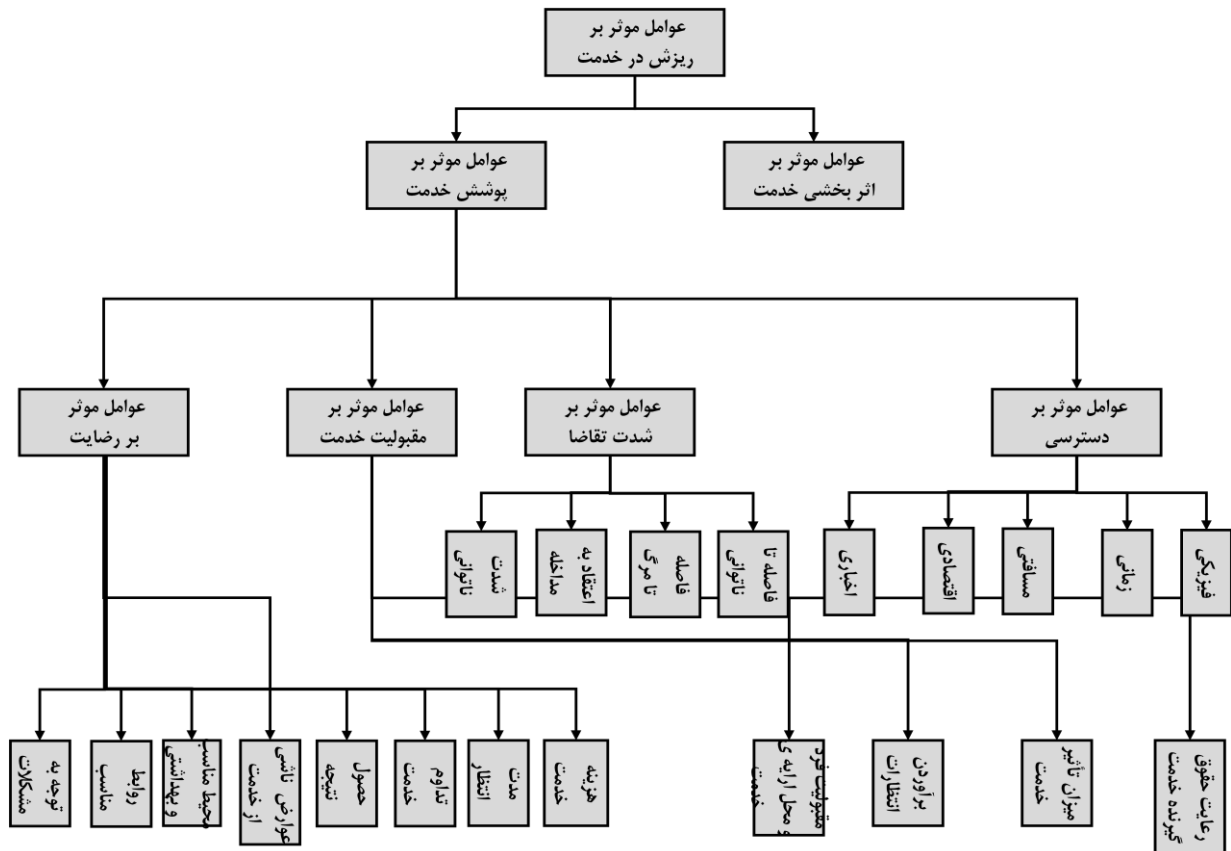 عوامل موثر بر
ریزش در خدمت
عوامل موثر بر
اثر بخشی خدمت
عوامل موثر بر
پوشش خدمت
عوامل موثر بر
دسترسی
عوامل موثر بر
شدت تقاضا
عوامل موثر بر
مقبولیت خدمت
عوامل موثر
بر رضایت
فیزیکی
زمانی
مسافتی
اقتصادی
اخباری
فاصله تا
ناتوانی
فاصله
تا مرگ
اعتقاد به
مداخله
شدت
ناتوانی
رعایت حقوق
گیرنده خدمت
میزان تأثیر
خدمت
برآوردن
انتظارات
مقبولیت فرد
و محل ارایه ی
خدمت
هزینه
خدمت
مدت
انتظار
تداوم
خدمت
حصول
نتیجه
عوارض ناشی
از خدمت
محیط مناسب
و بهداشتی
روابط
مناسب
توجه به
مشکلات